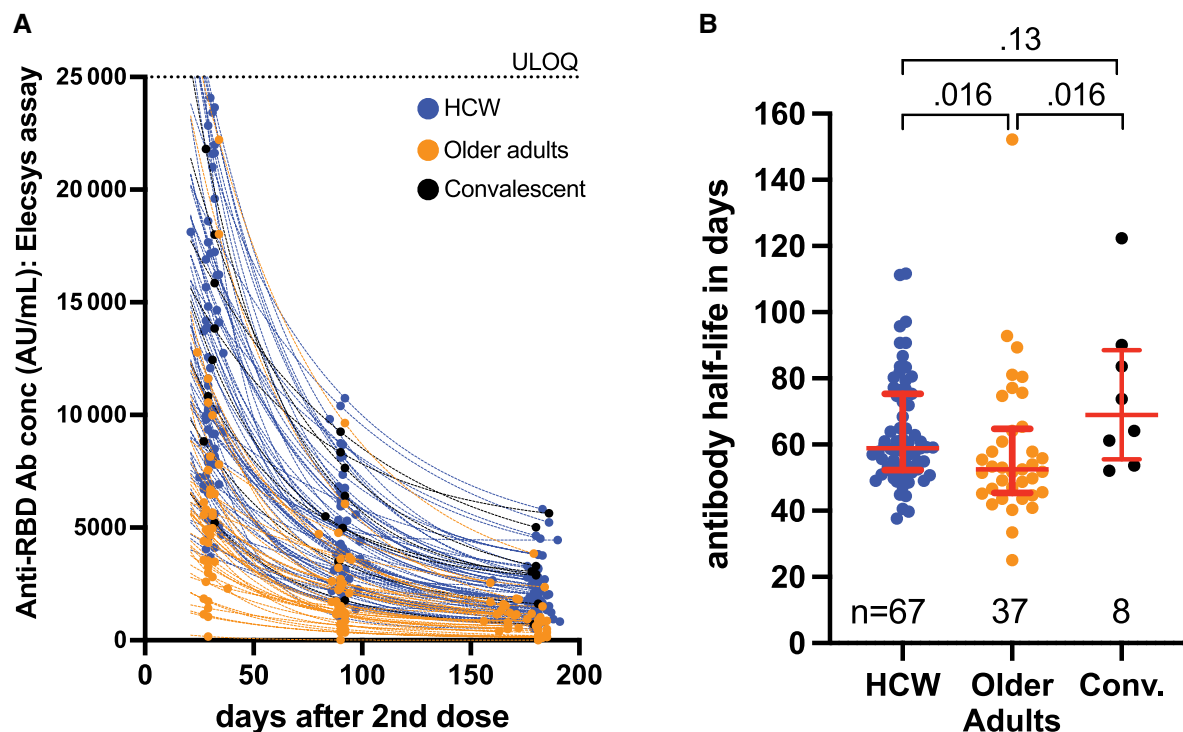 A
Anti-RBD Ab conc (AU/mL): Elecsys assay
ULOQ
25 000
20 000
15 000
10 000
5000
0
HCW
Older adults
Convalescent
0 50 100 150 200
days after 2nd dose
B
antibody half-life in days
.13
.016 .016
160
140
120
100
80
60
40
20
0
n=67 37 8
HCW Older Adults Conv.